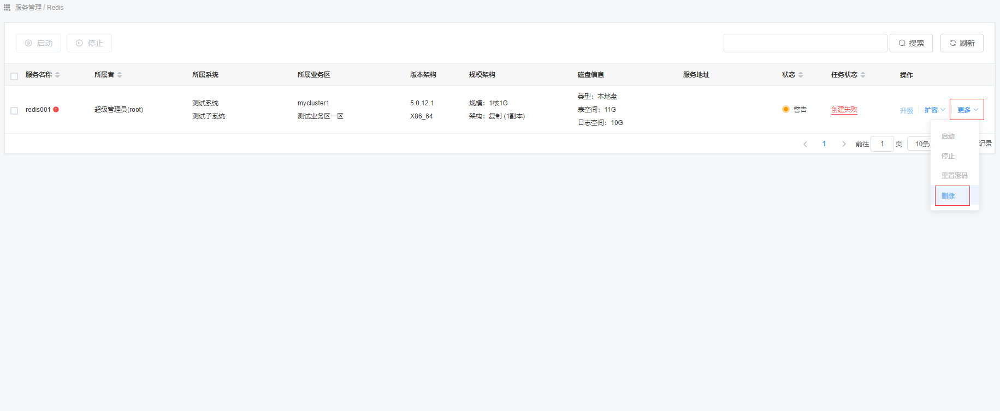 服务管理 / Redis
启动 停止 搜索 刷新
服务名称 所属者 所属系统 所属业务区 版本架构 规模架构 磁盘信息 服务地址 状态 任务状态 操作
redis001 超级管理员(root) 测试系统 mycluster1 5.0.12.1 规模：1核1G 类型：本地盘 警告 创建失败 升级 扩容 更多
测试子系统 测试业务区一区 X86_64 架构：复制 (1副本) 表空间：11G
日志空间：10G
1 前往 1 页 10条/ 记录
启动
停止
重置密码
删除